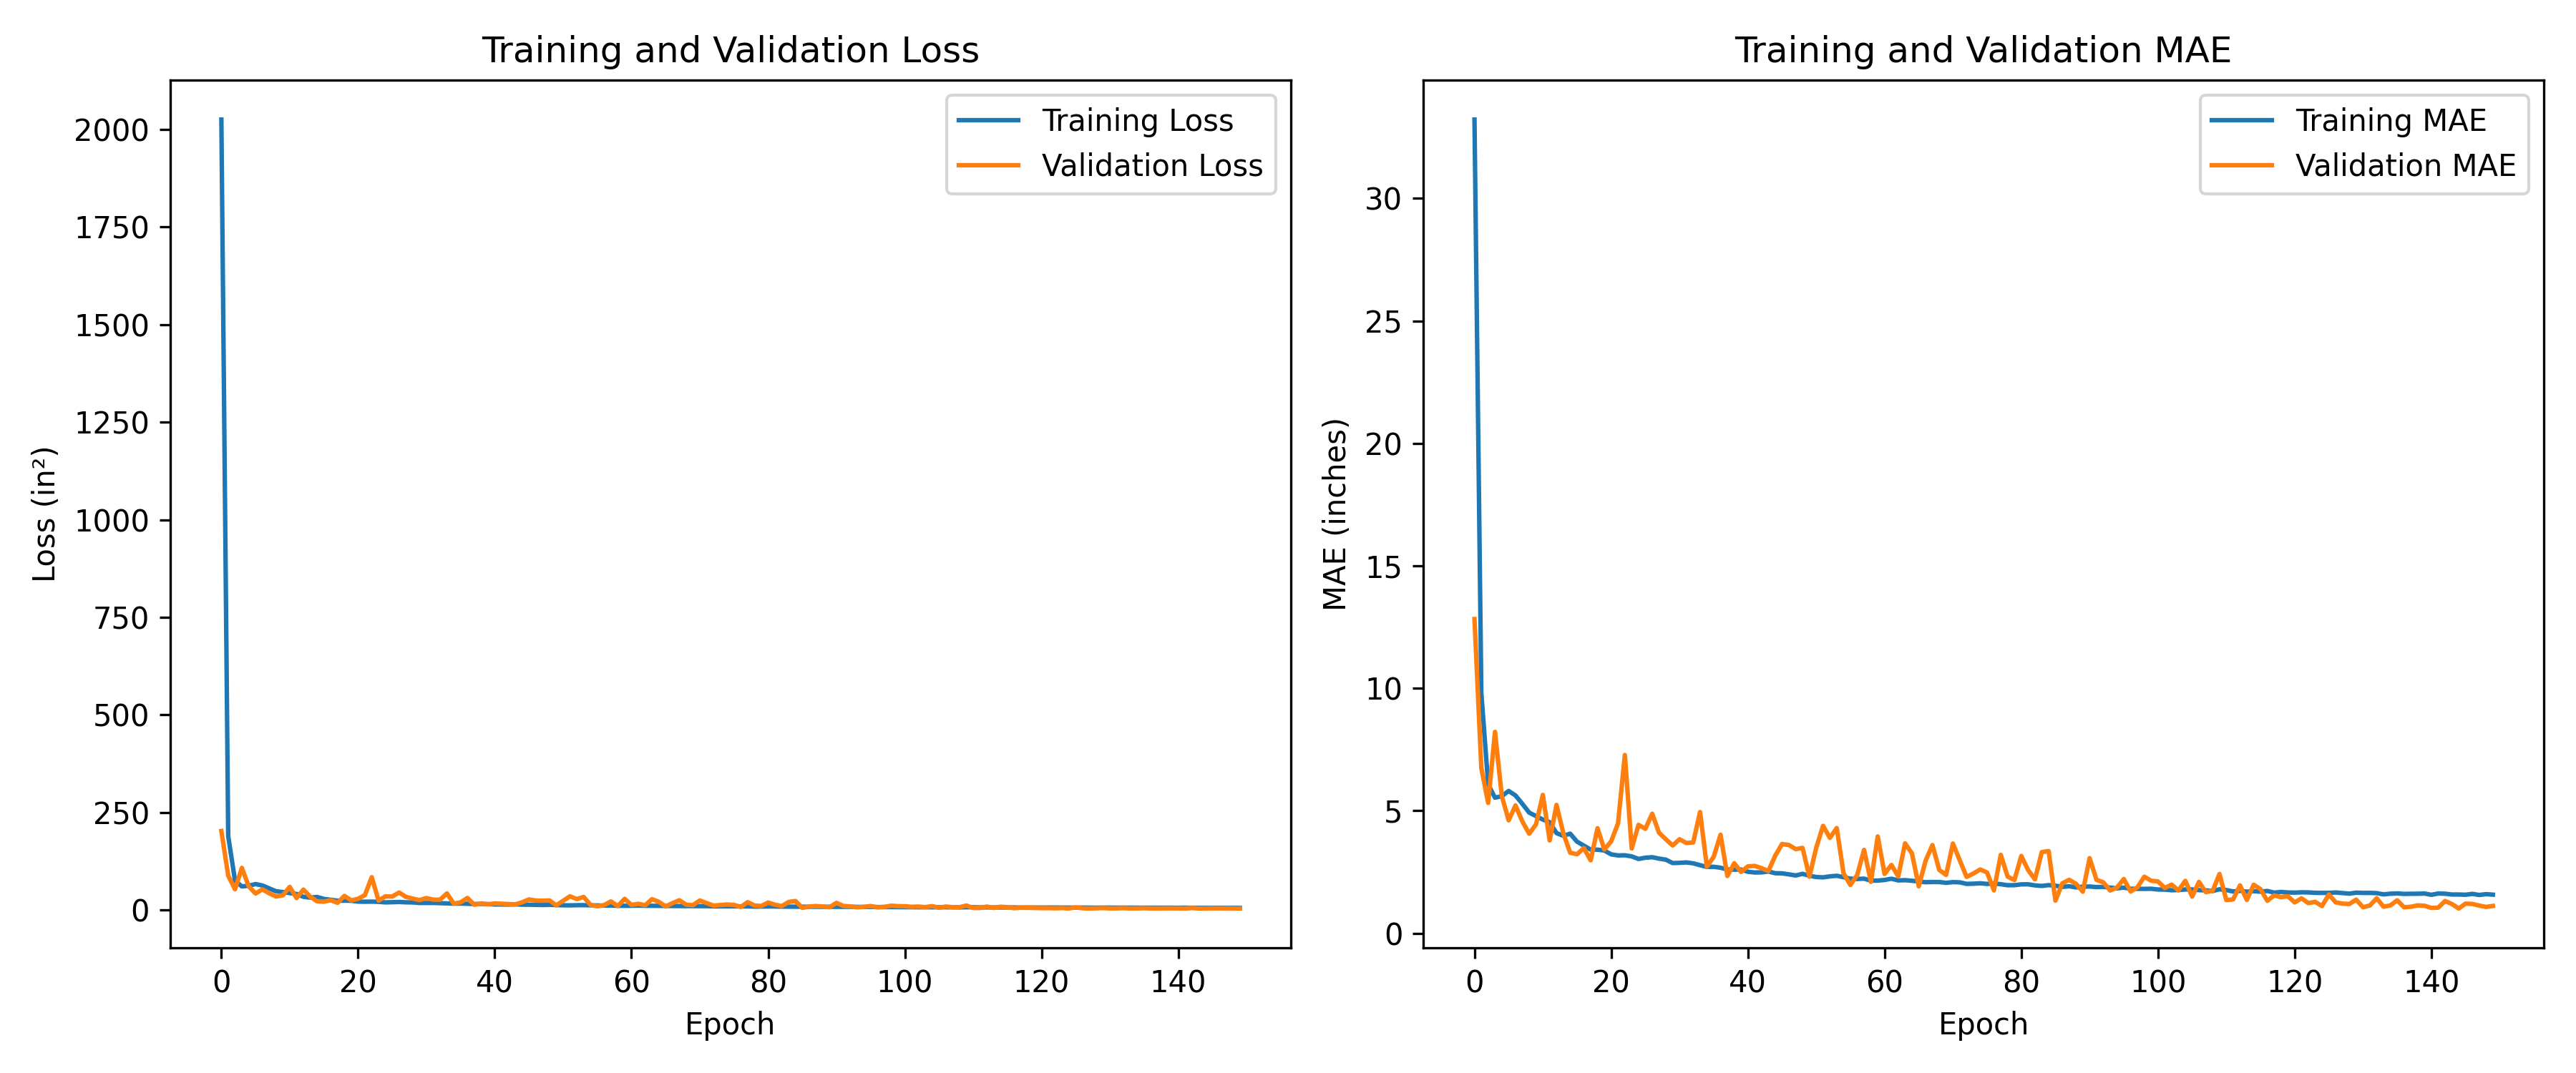 Training and Validation Loss
Training Loss
Validation Loss
2000
1750
1500
1250
1000
750
500
250
0
Loss (in²)
0 20 40 60 80 100 120 140
Epoch
Training and Validation MAE
Training MAE
Validation MAE
30
25
20
15
10
5
0
MAE (inches)
0 20 40 60 80 100 120 140
Epoch